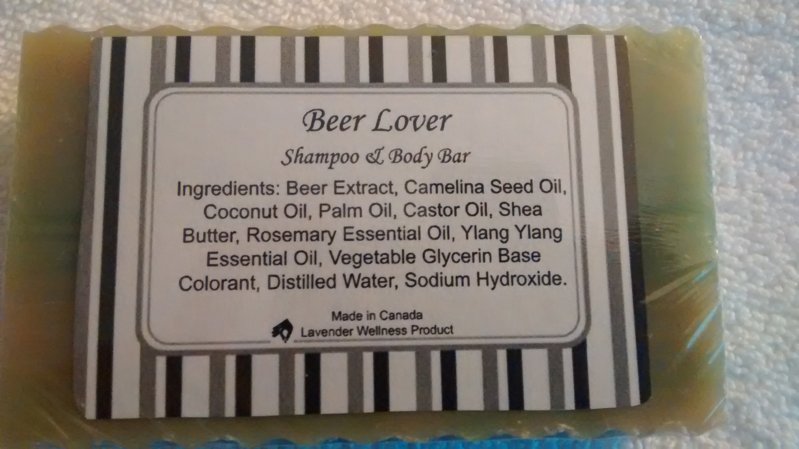 Beer Lover
Shampoo & Body Bar
Ingredients: Beer Extract, Camelina Seed Oil,
Coconut Oil, Palm Oil, Castor Oil, Shea
Butter, Rosemary Essential Oil, Ylang Ylang
Essential Oil, Vegetable Glycerin Base
Colorant, Distilled Water, Sodium Hydroxide.
Made in Canada
Lavender Wellness Product